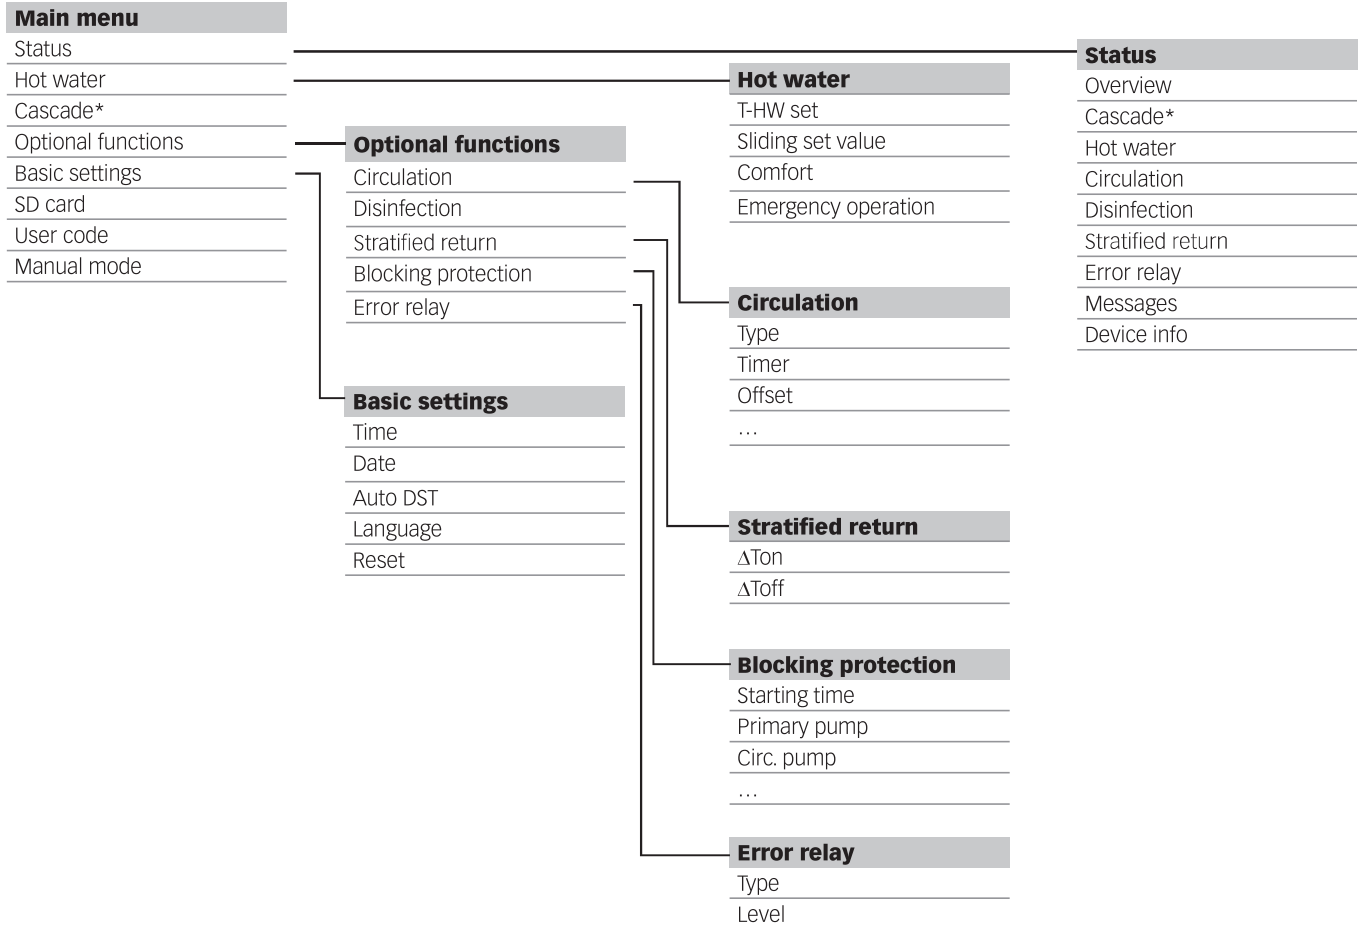 Main menu
Status
Hot water
Cascade*
Optional functions
Basic settings
SD card
User code
Manual mode
Optional functions
Circulation
Disinfection
Stratified return
Blocking protection
Error relay
Basic settings
Time
Date
Auto DST
Language
Reset
Hot water
T-HW set
Sliding set value
Comfort
Emergency operation
Circulation
Type
Timer
Offset
…
Stratified return
ΔTon
ΔToff
Blocking protection
Starting time
Primary pump
Circ. pump
…
Error relay
Type
Level
Status
Overview
Cascade*
Hot water
Circulation
Disinfection
Stratified return
Error relay
Messages
Device info